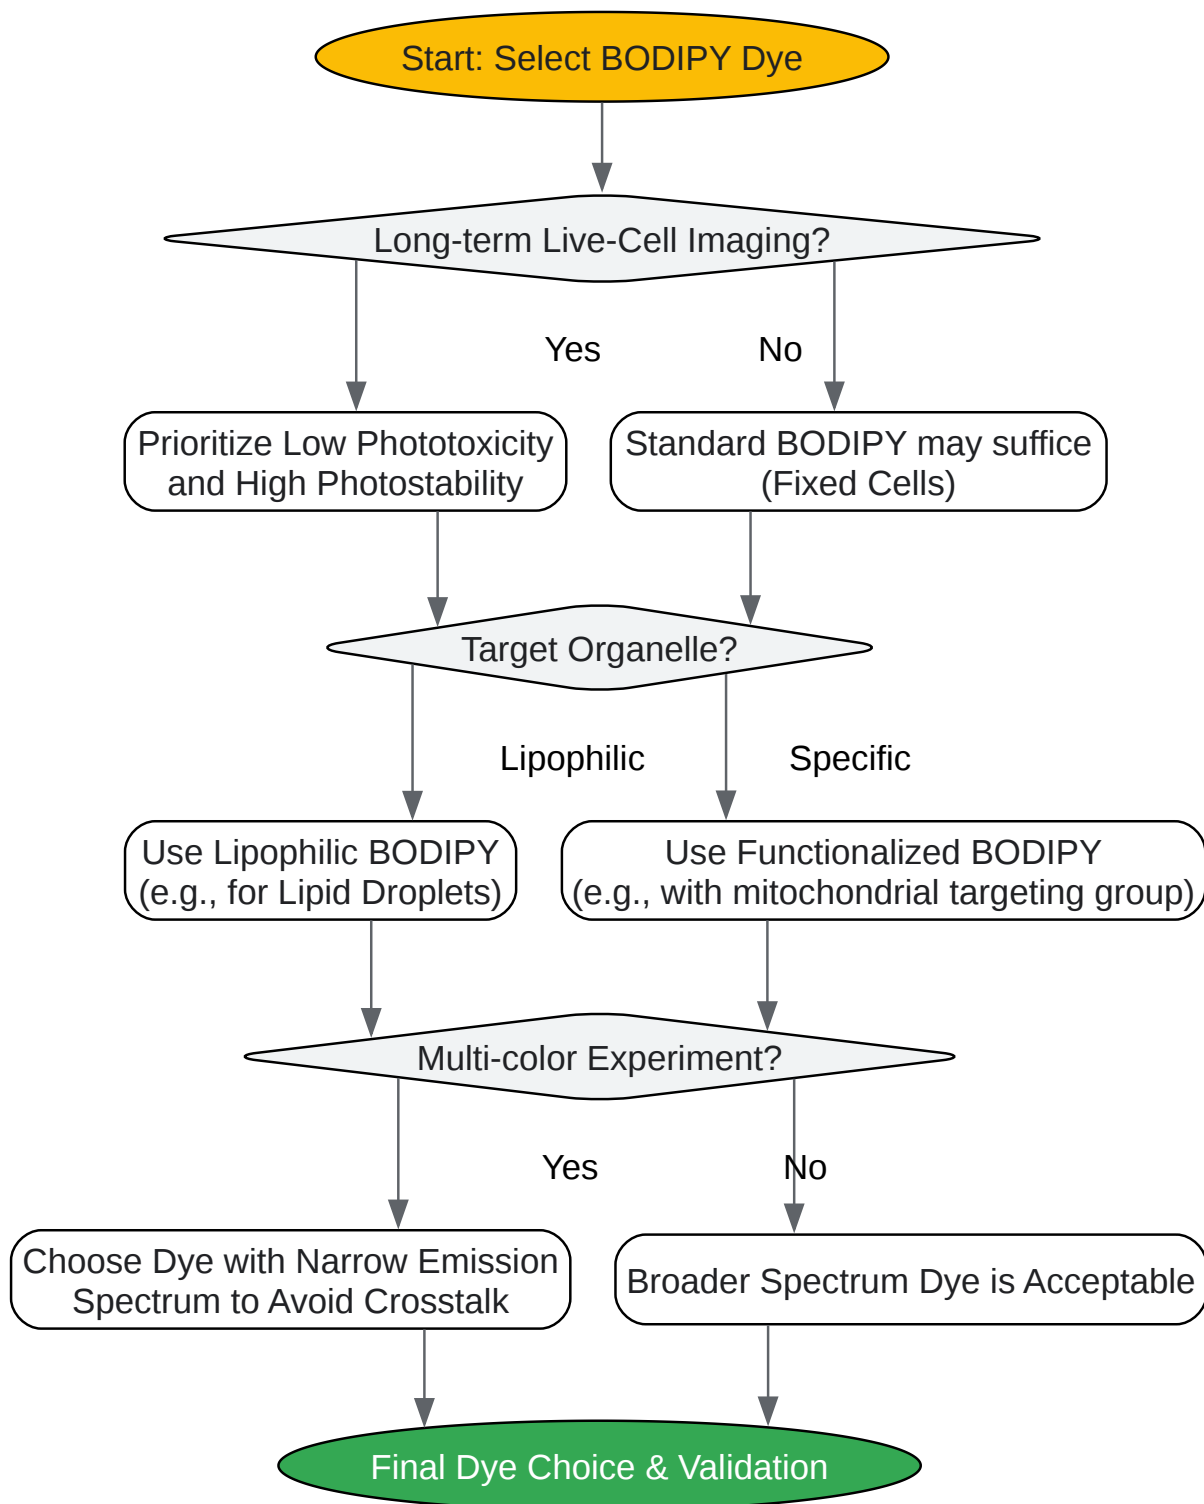 Start: Select BODIPY Dye
Long-term Live-Cell Imaging?
Yes
No
Prioritize Low Phototoxicity
and High Photostability
Standard BODIPY may suffice
(Fixed Cells)
Target Organelle?
Lipophilic
Specific
Use Lipophilic BODIPY
(e.g., for Lipid Droplets)
Use Functionalized BODIPY
(e.g., with mitochondrial targeting group)
Multi-color Experiment?
Yes
No
Choose Dye with Narrow Emission
Spectrum to Avoid Crosstalk
Broader Spectrum Dye is Acceptable
Final Dye Choice & Validation